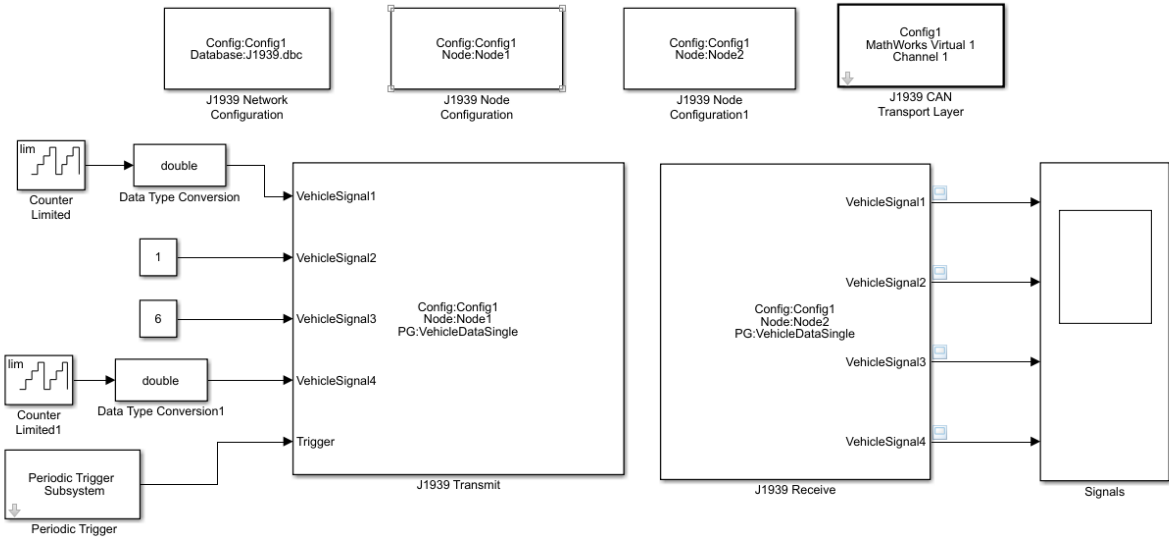 Config:Config1
Database:J1939.dbc
J1939 Network
Configuration
Config:Config1
Node:Node1
J1939 Node
Configuration
Config:Config1
Node:Node2
J1939 Node
Configuration1
Config1
MathWorks Virtual 1
Channel 1
J1939 CAN
Transport Layer
lim
Counter
Limited
double
Data Type Conversion
1
6
lim
Counter
Limited1
double
Data Type Conversion1
Periodic Trigger
Subsystem
Periodic Trigger
VehicleSignal1
VehicleSignal2
VehicleSignal3
VehicleSignal4
Trigger
Config:Config1
Node:Node1
PG:VehicleDataSingle
J1939 Transmit
Config:Config1
Node:Node2
PG:VehicleDataSingle
VehicleSignal1
VehicleSignal2
VehicleSignal3
VehicleSignal4
J1939 Receive
Signals